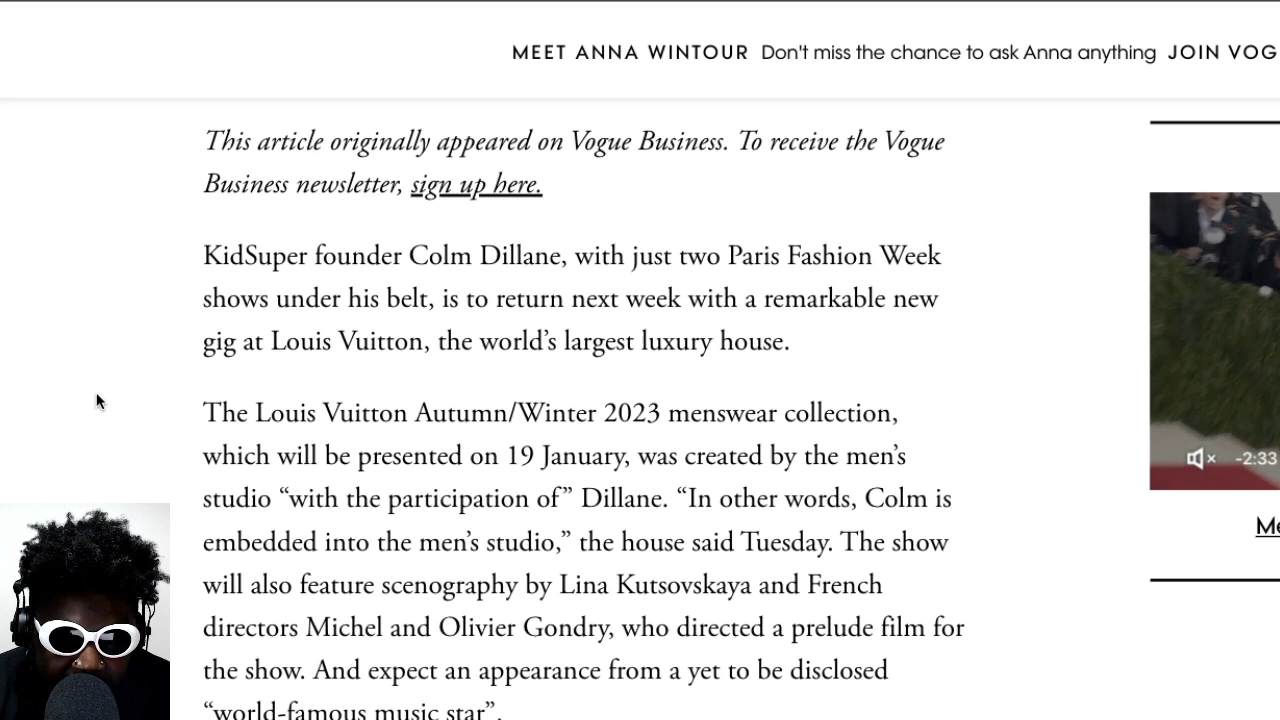 MEET ANNA WINTOUR Don't miss the chance to ask Anna anything JOIN VOG
This article originally appeared on Vogue Business. To receive the Vogue
Business newsletter, sign up here.
KidSuper founder Colm Dillane, with just two Paris Fashion Week
shows under his belt, is to return next week with a remarkable new
gig at Louis Vuitton, the world’s largest luxury house.
The Louis Vuitton Autumn/Winter 2023 menswear collection,
which will be presented on 19 January, was created by the men’s
studio “with the participation of” Dillane. “In other words, Colm is
embedded into the men’s studio,” the house said Tuesday. The show
will also feature scenography by Lina Kutsovskaya and French
directors Michel and Olivier Gondry, who directed a prelude film for
the show. And expect an appearance from a yet to be disclosed
“world-famous music star”.
-2:33
Me